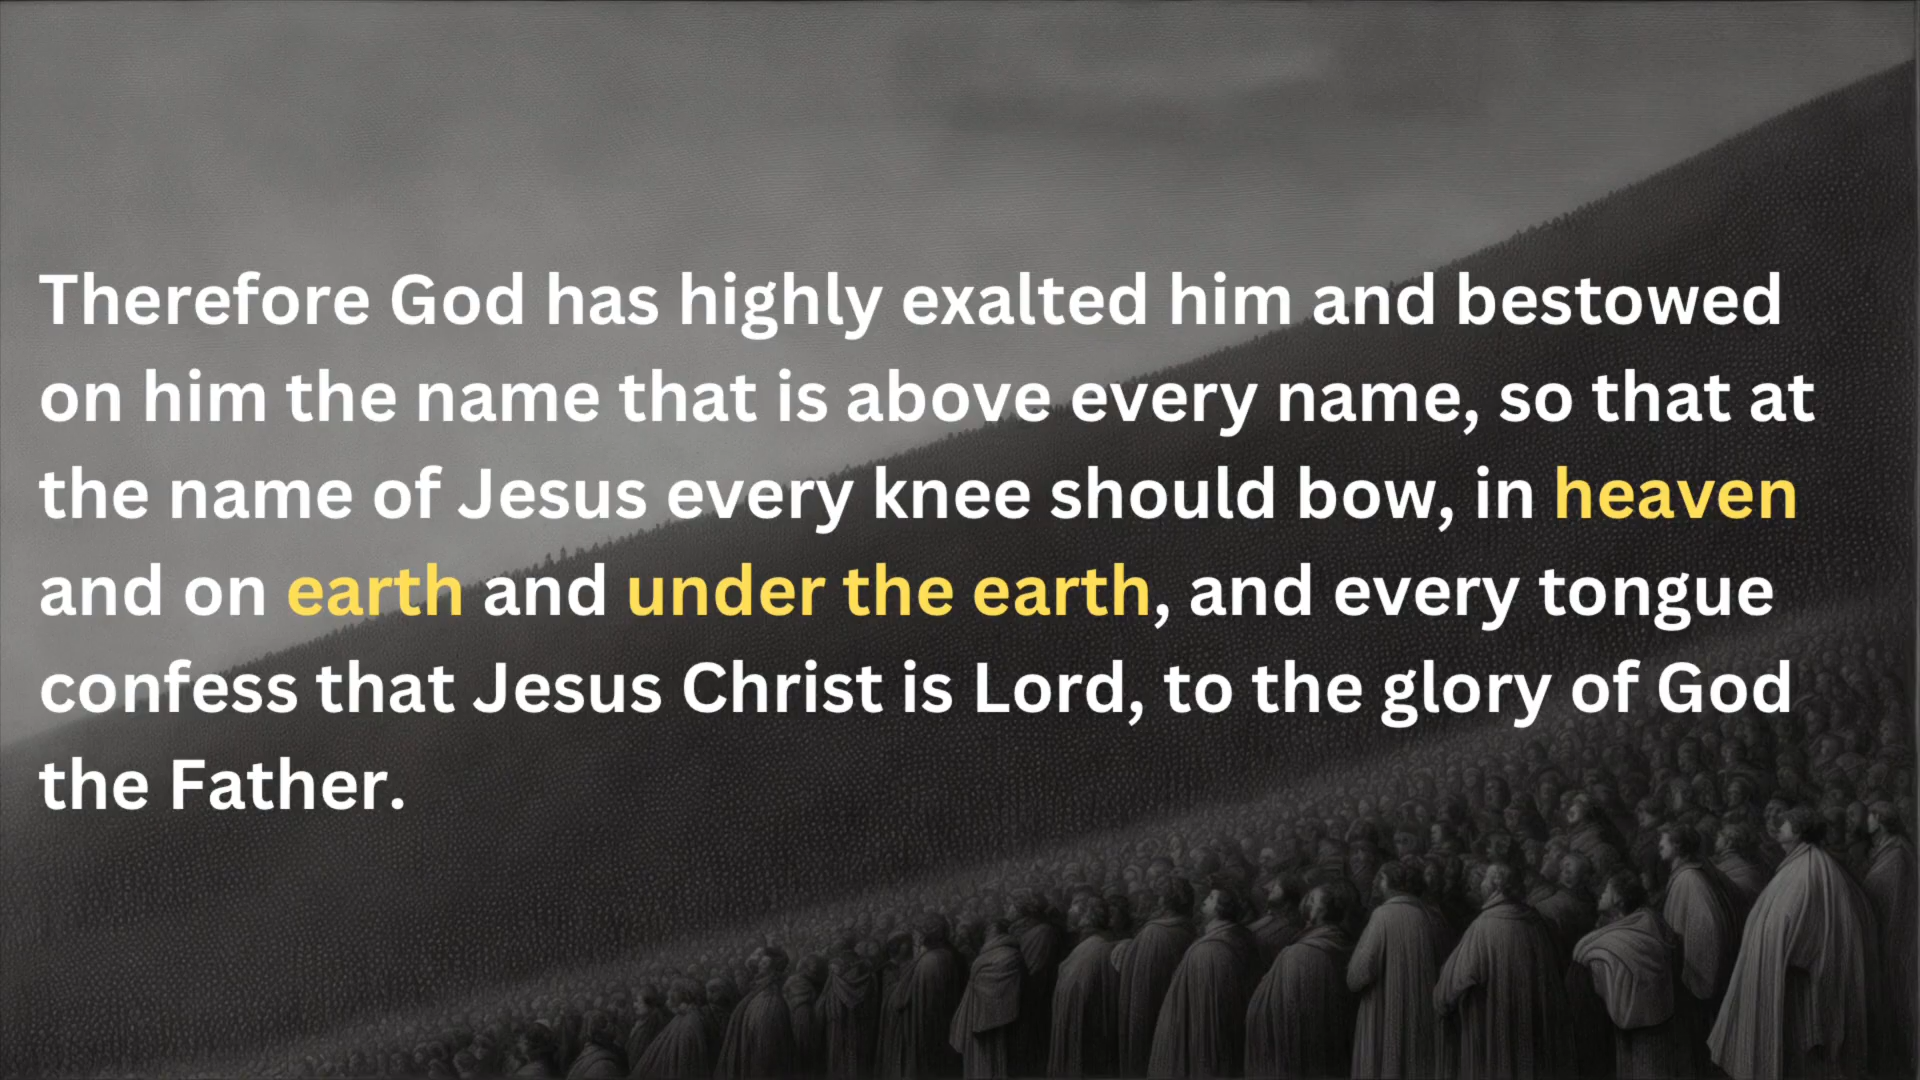 Therefore God has highly exalted him and bestowed
on him the name that is above every name, so that at
the name of Jesus every knee should bow, in heaven
and on earth and under the earth, and every tongue
confess that Jesus Christ is Lord, to the glory of God
the Father.